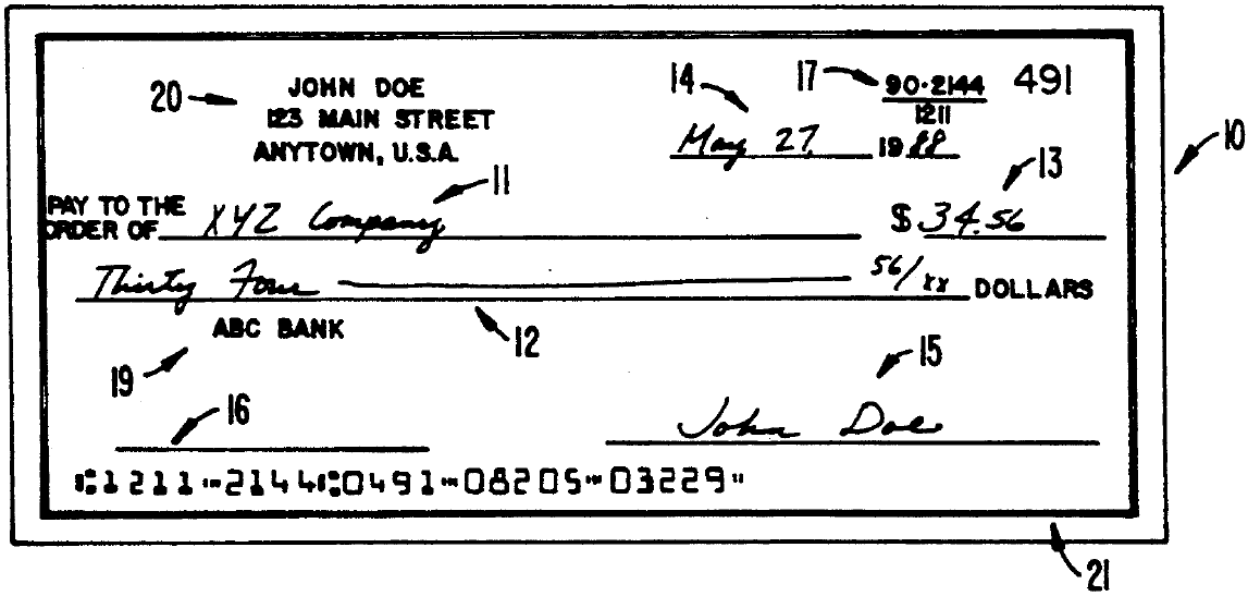 20 JOHN DOE 14 17 90-2144 491
123 MAIN STREET 1211
ANYTOWN, U.S.A. May 27, 19 88 10
11 13
PAY TO THE
ORDER OF XYZ Company $ 34.56
Thirty Four 56/xx DOLLARS
ABC BANK 12
19 15
16
John Doe
⑆1211⑉2144⑆0491⑉08205⑉03229⑈
21